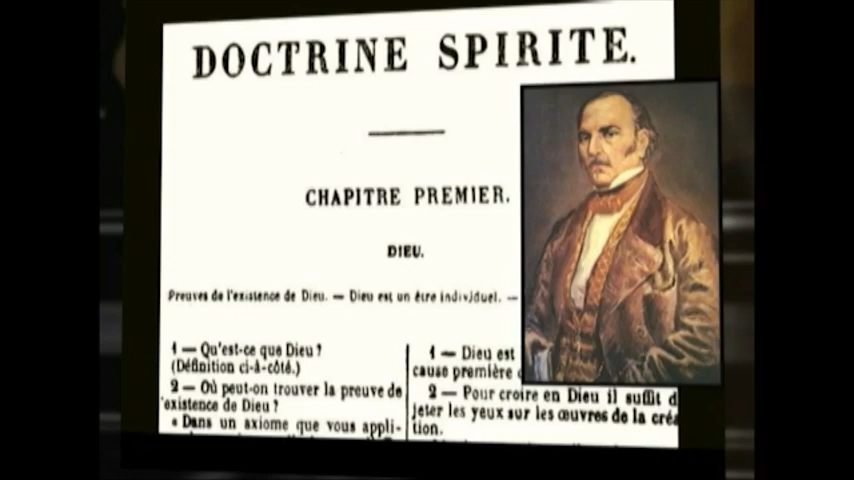 DOCTRINE SPIRITE.
CHAPITRE PREMIER.
DIEU.
Preuves de l'existence de Dieu. — Dieu est un être individuel. —
1 — Qu'est-ce que Dieu ?
(Définition ci-à-côté.)
2 — Où peut-on trouver la preuve de
l'existence de Dieu ?
« Dans un axiome que vous appli-
1 — Dieu est
cause première
2 — Pour croire en Dieu il suffit d
jeter les yeux sur les œuvres de la créa
tion.